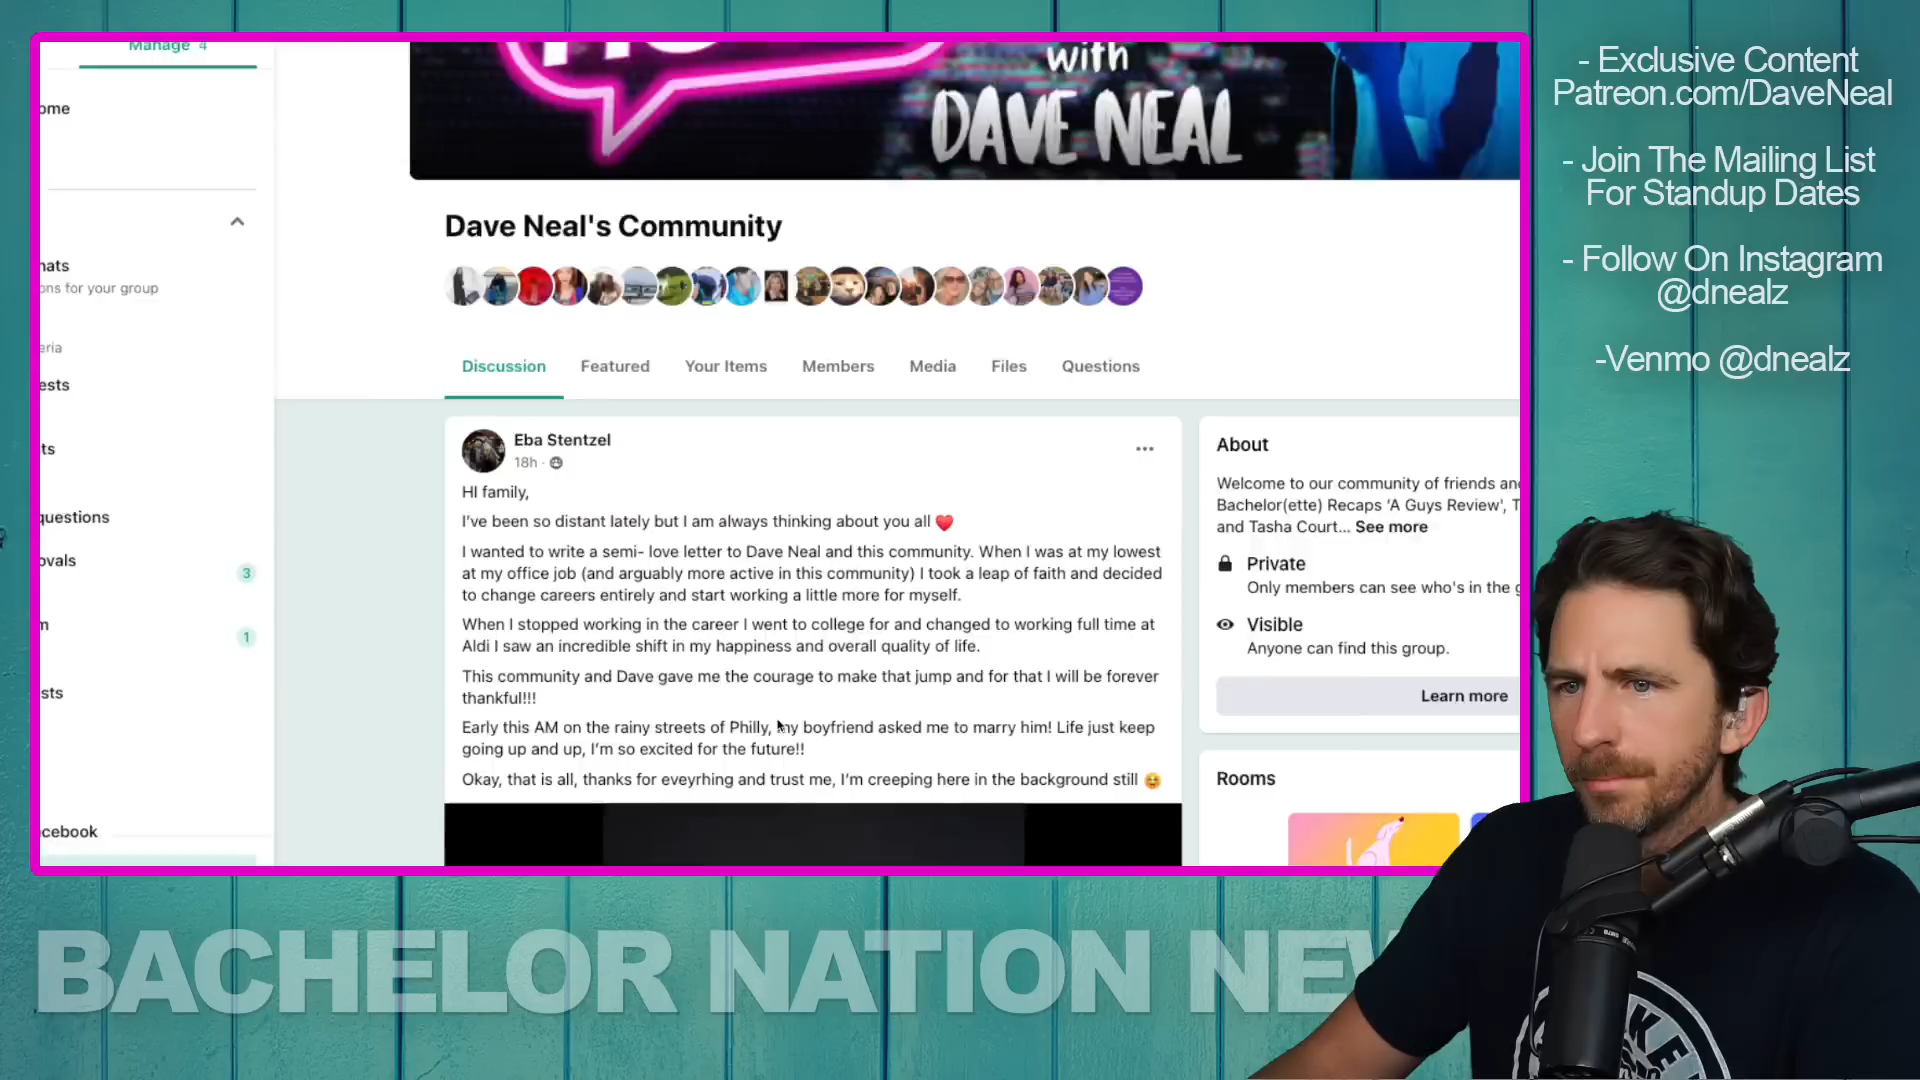 Manage 4
ome
hats
ons for your group
eria
ests
ts
questions
ovals
3
m
1
sts
cebook
with
DAVE NEAL
Dave Neal's Community
Discussion
Featured
Your Items
Members
Media
Files
Questions
Eba Stentzel
18h ·
HI family,
I've been so distant lately but I am always thinking about you all ❤️
I wanted to write a semi- love letter to Dave Neal and this community. When I was at my lowest
at my office job (and arguably more active in this community) I took a leap of faith and decided
to change careers entirely and start working a little more for myself.
When I stopped working in the career I went to college for and changed to working full time at
Aldi I saw an incredible shift in my happiness and overall quality of life.
This community and Dave gave me the courage to make that jump and for that I will be forever
thankful!!!
Early this AM on the rainy streets of Philly, my boyfriend asked me to marry him! Life just keep
going up and up, I'm so excited for the future!!
Okay, that is all, thanks for eveyrhing and trust me, I'm creeping here in the background still ☺️
About
Welcome to our community of friends and
Bachelor(ette) Recaps 'A Guys Review', T
and Tasha Court... See more
Private
Only members can see who's in the g
Visible
Anyone can find this group.
Learn more
Rooms
- Exclusive Content
Patreon.com/DaveNeal
- Join The Mailing List
For Standup Dates
- Follow On Instagram
@dnealz
-Venmo @dnealz
BACHELOR NATION NEW